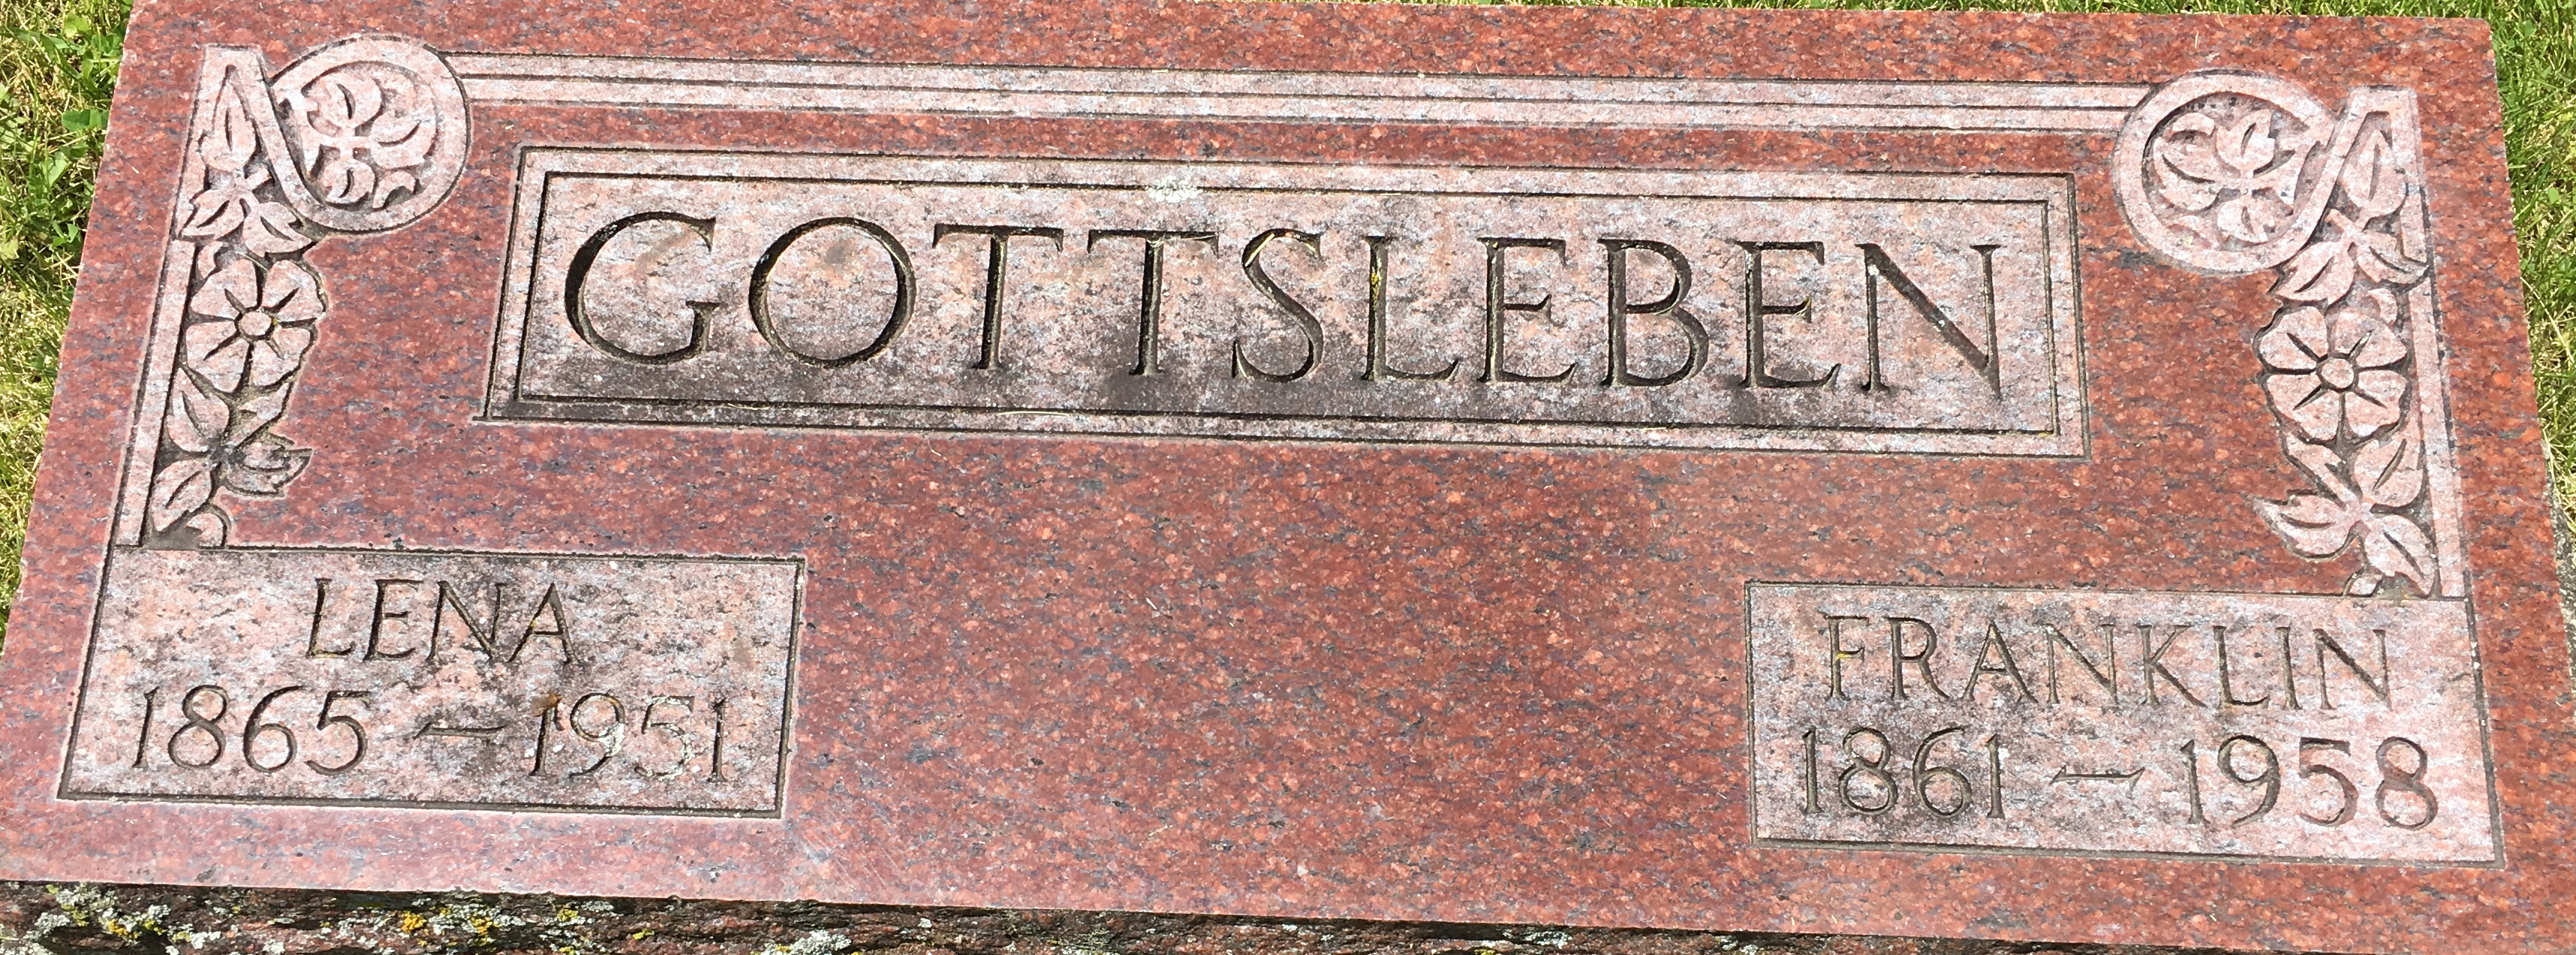 GOTTSLEBEN
LENA
1865 – 1951
FRANKLIN
1861 – 1958